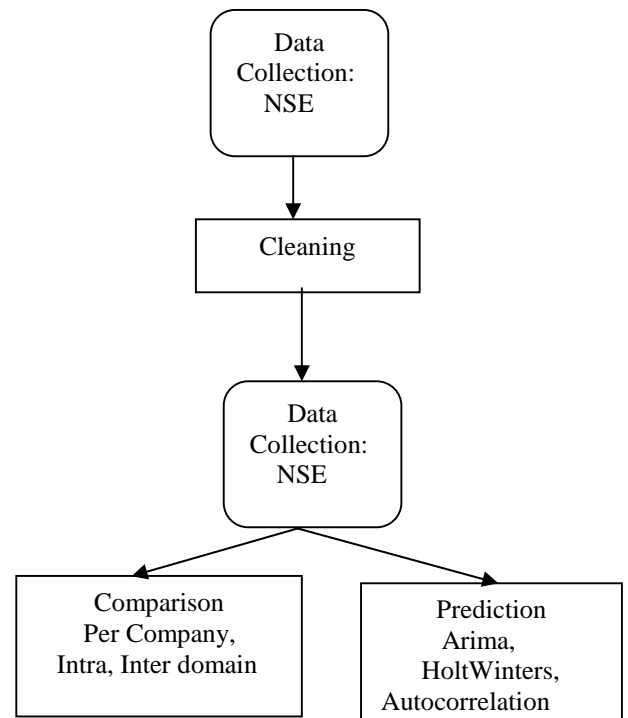 Data
Collection:
NSE
Cleaning
Data
Collection:
NSE
Comparison
Per Company,
Intra, Inter domain
Prediction
Arima,
HoltWinters,
Autocorrelation